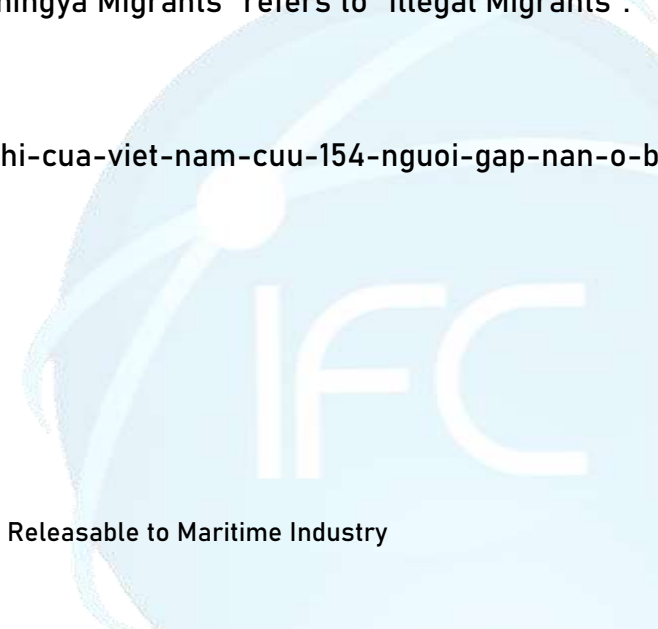 hingya Migrants" refers to "Illegal Migrants".
hi-cua-viet-nam-cuu-154-nguoi-gap-nan-o-b
IFC
Releasable to Maritime Industry